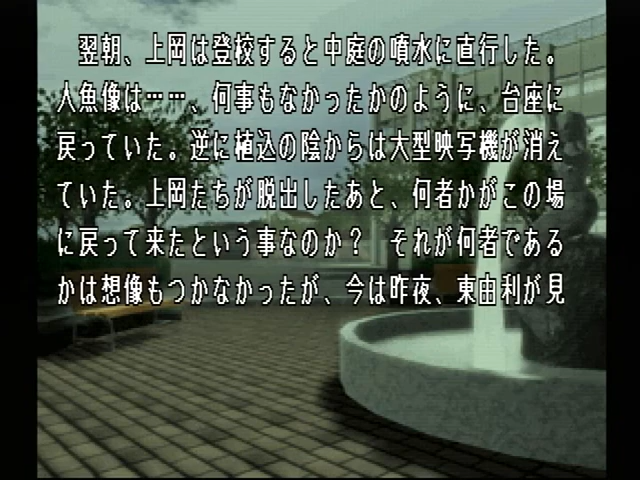 翌朝、上岡は登校すると中庭の噴水に直行した。
人魚像は……、何事もなかったかのように、台座に
戻っていた。逆に植込の陰からは大型映写機が消え
ていた。上岡たちが脱出したあと、何者かがこの場
に戻って来たという事なのか？　それが何者である
かは想像もつかなかったが、今は昨夜、東由利が見